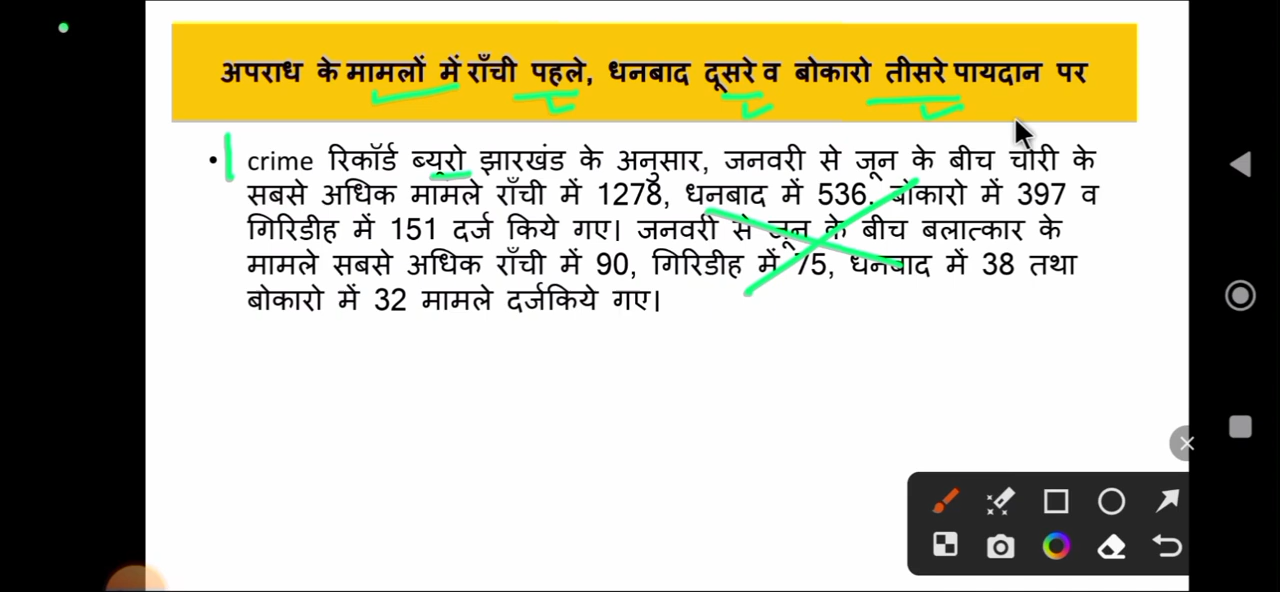 अपराध के मामलों में राँची पहले, धनबाद दूसरे व बोकारो तीसरे पायदान पर
• crime रिकॉर्ड ब्यूरो झारखंड के अनुसार, जनवरी से जून के बीच चोरी के
सबसे अधिक मामले राँची में 1278, धनबाद में 536. बोकारो में 397 व
गिरिडीह में 151 दर्ज किये गए। जनवरी से जून के बीच बलात्कार के
मामले सबसे अधिक राँची में 90, गिरिडीह में 75, धनबाद में 38 तथा
बोकारो में 32 मामले दर्जकिये गए।